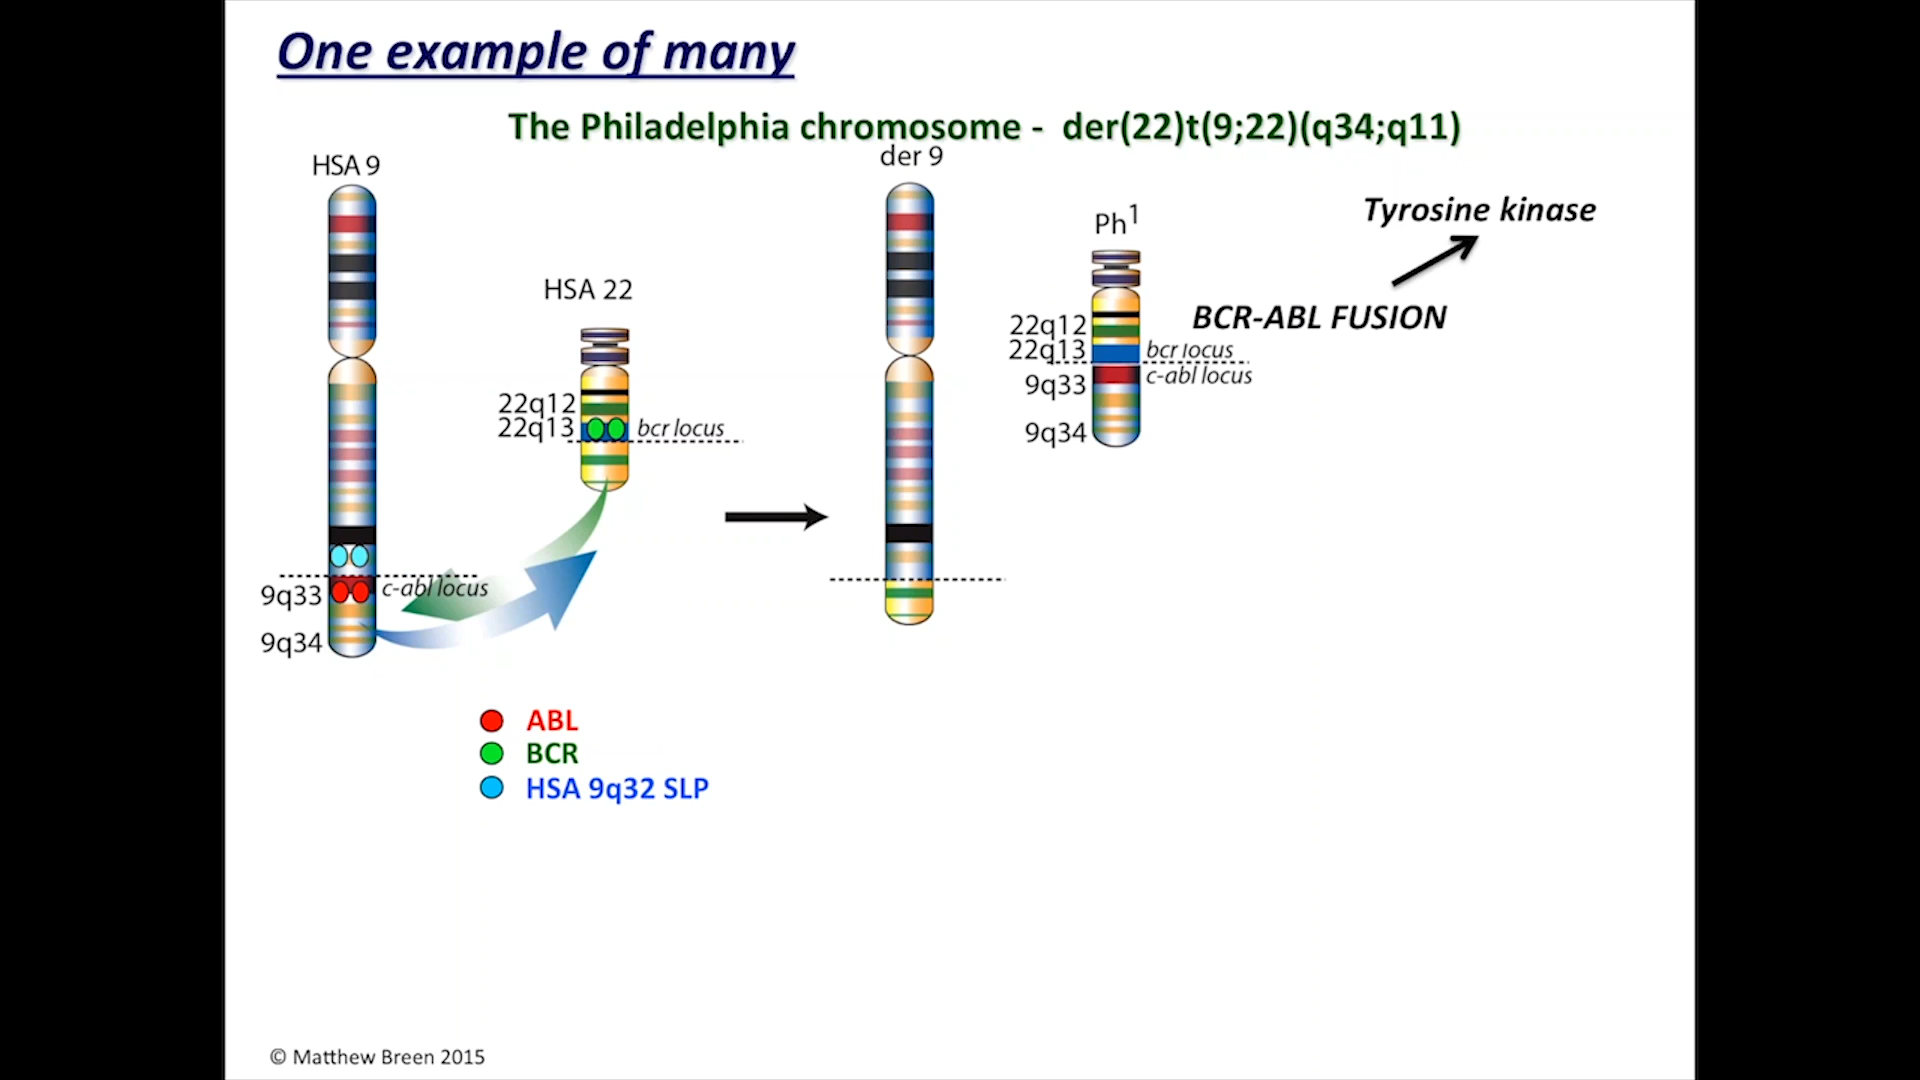 One example of many
The Philadelphia chromosome - der(22)t(9;22)(q34;q11)
HSA 9
der 9
Tyrosine kinase
Ph1
HSA 22
BCR-ABL FUSION
22q12
22q13
bcr locus
c-abl locus
9q33
9q34
22q12
22q13
bcr locus
c-abl locus
9q33
9q34
ABL
BCR
HSA 9q32 SLP
© Matthew Breen 2015